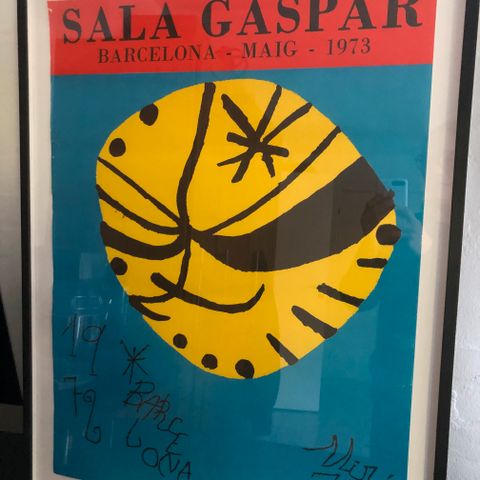 SALA GASPAR
BARCELONA - MAIG - 1973
19
72
BARCE
LONA